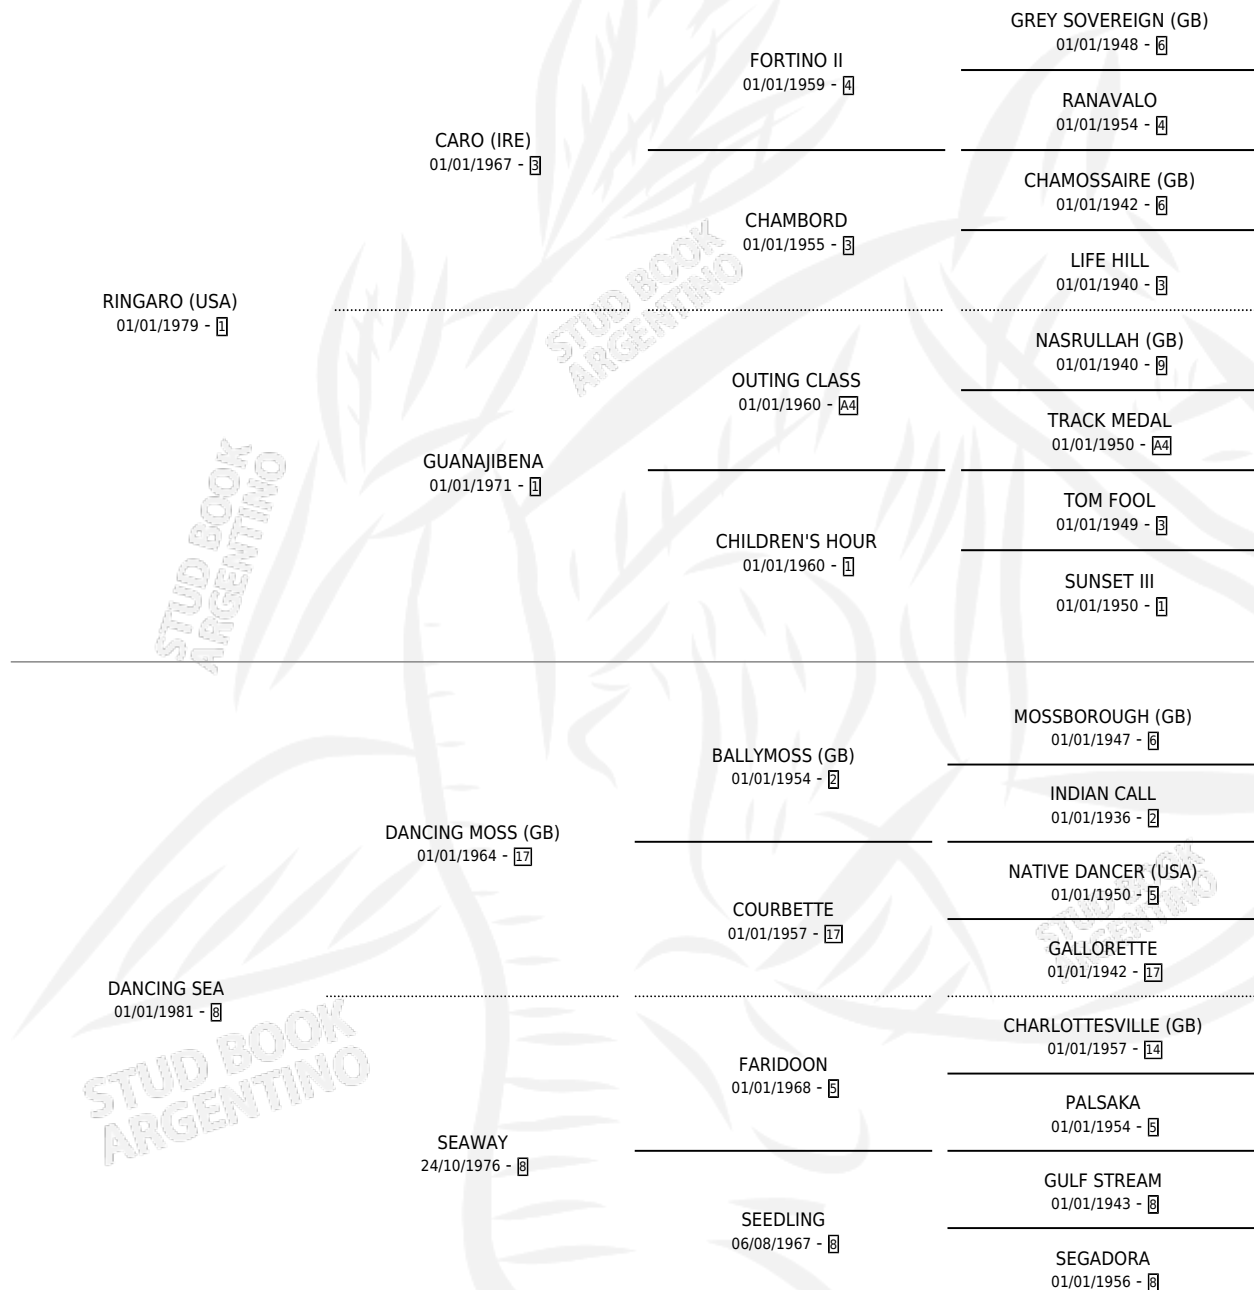 GREY SOVEREIGN (GB)
01/01/1948 - 6
FORTINO II
01/01/1959 - 4
RANAVALO
01/01/1954 - 4
CARO (IRE)
01/01/1967 - 3
CHAMOSSAIRE (GB)
01/01/1942 - 6
CHAMBORD
01/01/1955 - 3
LIFE HILL
01/01/1940 - 3
RINGARO (USA)
01/01/1979 - 1
NASRULLAH (GB)
01/01/1940 - 9
OUTING CLASS
01/01/1960 - A4
TRACK MEDAL
01/01/1950 - A4
GUANAJIBENA
01/01/1971 - 1
TOM FOOL
01/01/1949 - 3
CHILDREN'S HOUR
01/01/1960 - 1
SUNSET III
01/01/1950 - 1
MOSSBOROUGH (GB)
01/01/1947 - 6
BALLYMOSS (GB)
01/01/1954 - 2
INDIAN CALL
01/01/1936 - 2
DANCING MOSS (GB)
01/01/1964 - 17
NATIVE DANCER (USA)
01/01/1950 - 5
COURBETTE
01/01/1957 - 17
GALLORETTE
01/01/1942 - 17
DANCING SEA
01/01/1981 - 8
CHARLOTTESVILLE (GB)
01/01/1957 - 14
FARIDOON
01/01/1968 - 5
PALSAKA
01/01/1954 - 5
SEAWAY
24/10/1976 - 8
GULF STREAM
01/01/1943 - 8
SEEDLING
06/08/1967 - 8
SEGADORA
01/01/1956 - 8
STUD BOOK
ARGENTINO
STUD BOOK
ARGENTINO
STUD BOOK
ARGENTINO
STUD BOOK
ARGENTINO